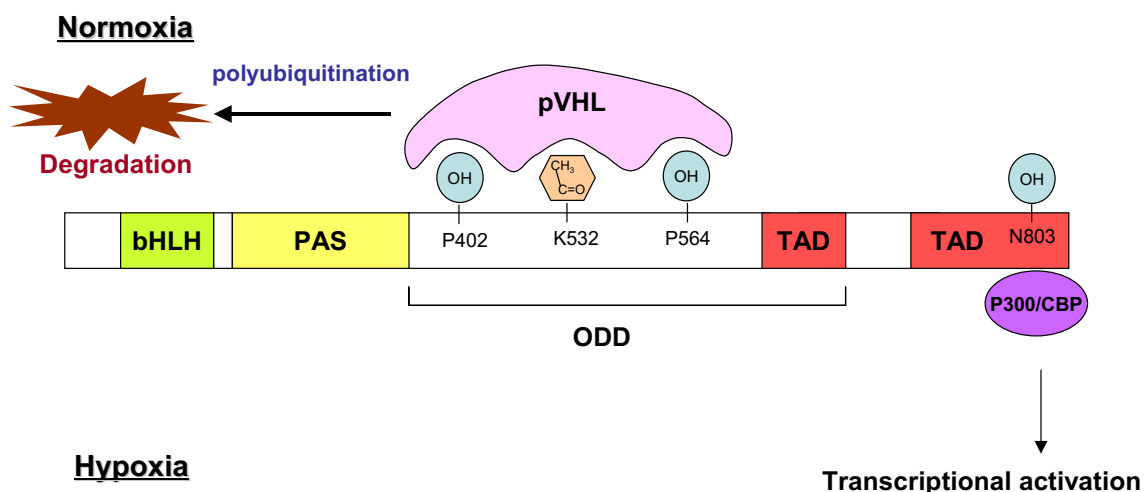 Normoxia
polyubiquitination
pVHL
Degradation
OH
CH3
C=O
OH
OH
bHLH
PAS
P402
K532
P564
TAD
TAD
N803
P300/CBP
ODD
Hypoxia
Transcriptional activation